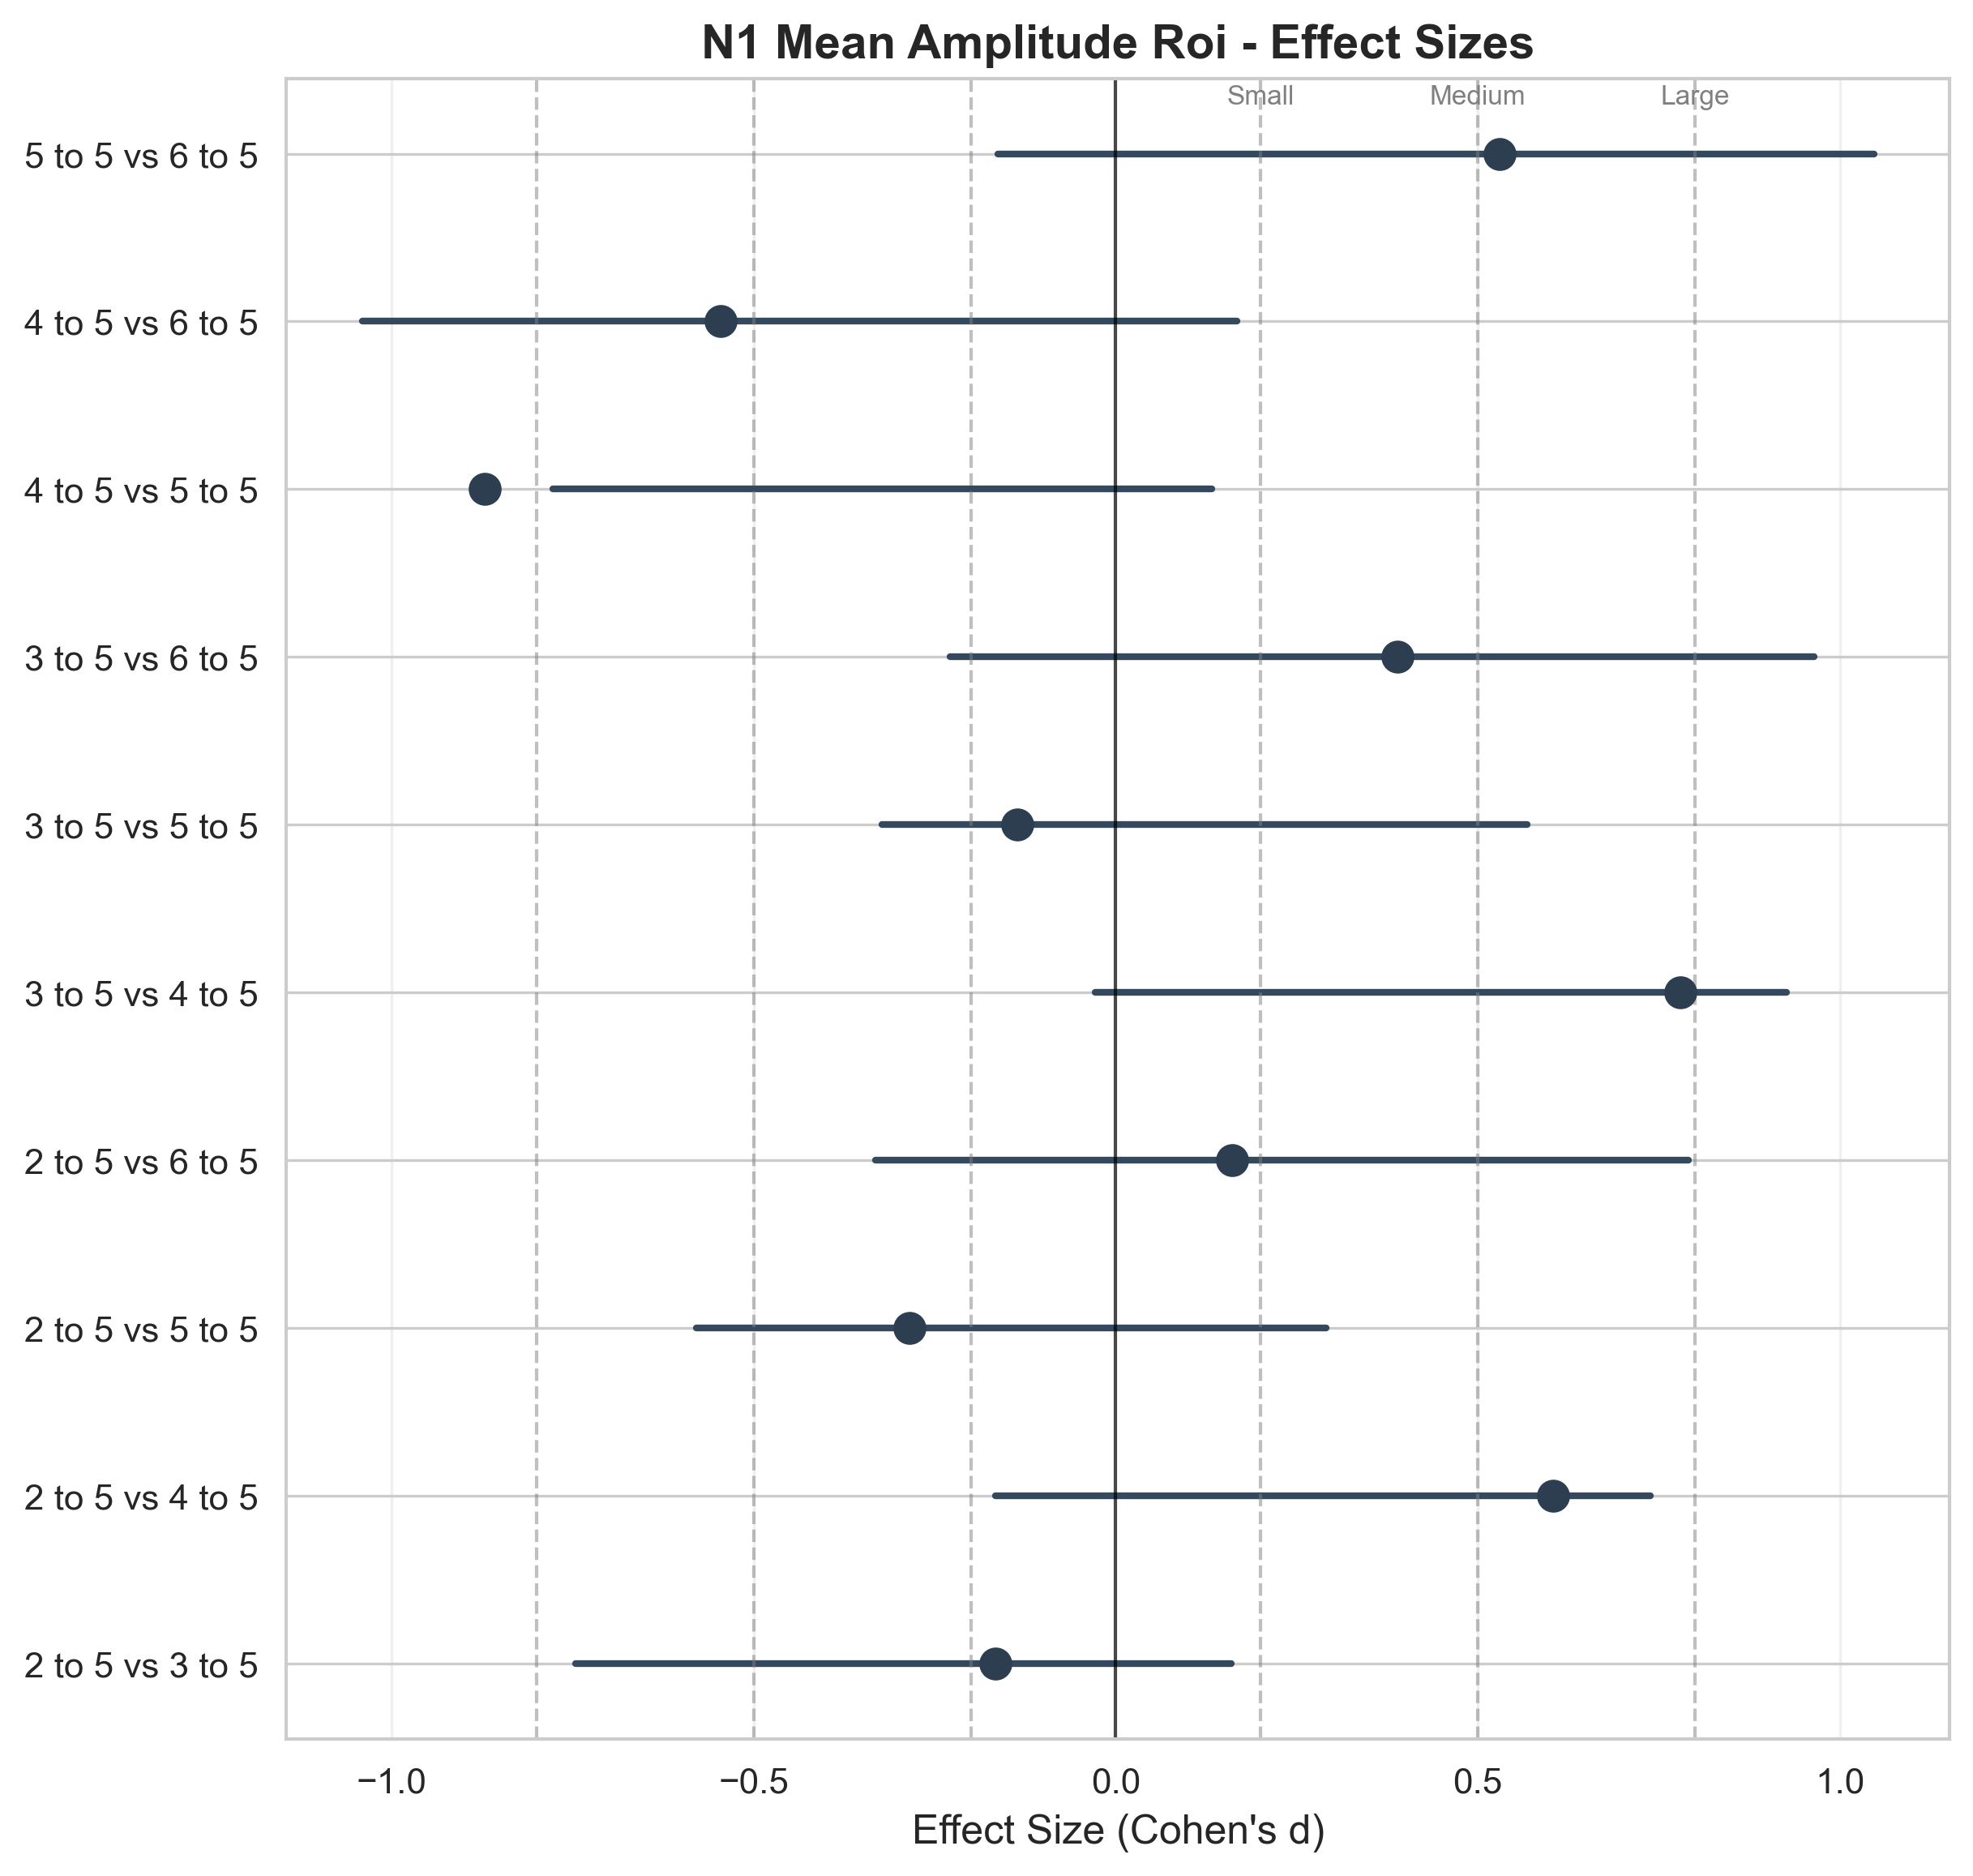 N1 Mean Amplitude Roi - Effect Sizes
Small Medium Large
5 to 5 vs 6 to 5
4 to 5 vs 6 to 5
4 to 5 vs 5 to 5
3 to 5 vs 6 to 5
3 to 5 vs 5 to 5
3 to 5 vs 4 to 5
2 to 5 vs 6 to 5
2 to 5 vs 5 to 5
2 to 5 vs 4 to 5
2 to 5 vs 3 to 5
−1.0 −0.5 0.0 0.5 1.0
Effect Size (Cohen's d)